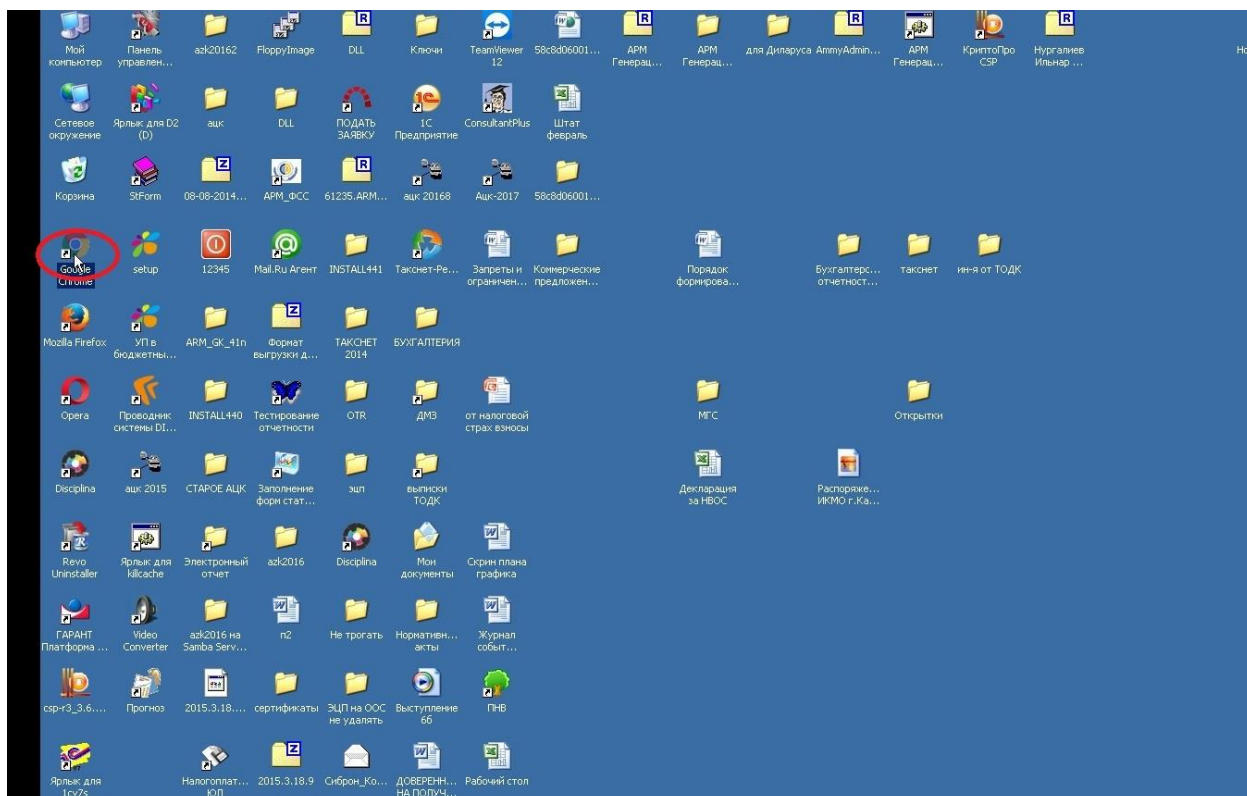 Мой компьютер
Панель управлен...
azk20162
FloppyImage
DLL
Ключи
TeamViewer 12
58c8d06001...
АРМ Генерац...
АРМ Генерац...
для Диларуса
AmmyAdmin...
АРМ Генерац...
КриптоПро CSP
Нургалиев Ильнар ...
Но
Сетевое окружение
Ярлык для D2 (D)
ацк
DLL
ПОДАТЬ ЗАЯВКУ
1С Предприятие
ConsultantPlus
Штат февраль
Корзина
StForm
08-08-2014...
АРМ_ФСС
61235.ARM...
ацк 20168
Ацк-2017
58c8d06001...
Google Chrome
setup
12345
Mail.Ru Агент
INSTALL441
Такснет-Ре...
Запреты и ограничен...
Коммерческие предложен...
Порядок формирова...
Бухгалтерс... отчетност...
такснет
ин-я от ТОДК
Mozilla Firefox
УП в бюджетны...
ARM_GK_41n
Формат выгрузки д...
ТАКСНЕТ 2014
БУХГАЛТЕРИЯ
Opera
Проводник системы DI...
INSTALL440
Тестирование отчетности
OTR
ДМЗ
от налоговой страх взносы
МГС
Открытки
Disciplina
ацк 2015
СТАРОЕ АЦК
Заполнение форм стат...
эцп
выписки ТОДК
Декларация за НВОС
Распоряже... ИКМО г.Ка...
Revo Uninstaller
Ярлык для killcache
Электронный отчет
azk2016
Disciplina
Мои документы
Скрин плана графика
ГАРАНТ Платформа ...
Video Converter
azk2016 на Samba Serv...
п2
Не трогать
Нормативн... акты
Журнал событ...
csp-r3_3.6....
Прогноз
2015.3.18....
сертификаты
ЭЦП на ООС не удалять
Выступление 6б
ПНВ
Ярлык для 1cv7s
Налогоплат... ЮЛ
2015.3.18.9
Сиброн_Ко...
ДОВЕРЕНН... НА ПОЛУЧ...
Рабочий стол